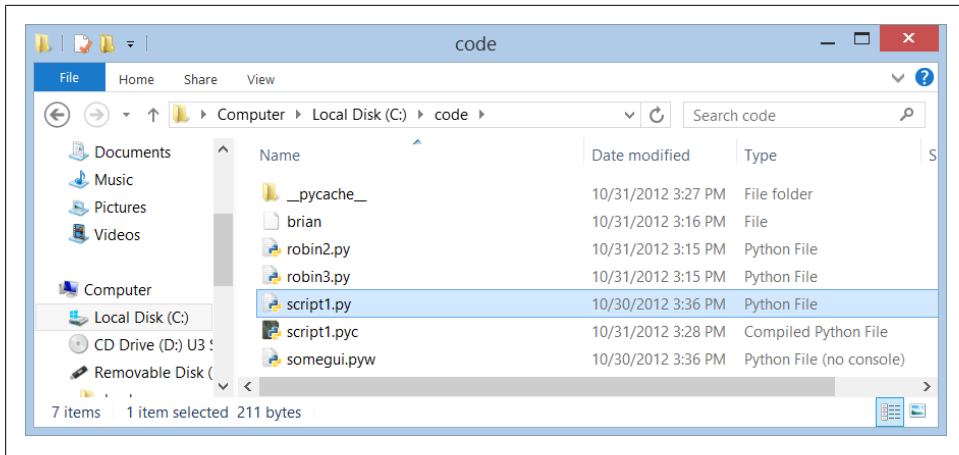 code
File Home Share View
Computer Local Disk (C:) code Search code
Documents
Music
Pictures
Videos
Computer
Local Disk (C:)
CD Drive (D:) U3
Removable Disk (
Name Date modified Type S
__pycache__ 10/31/2012 3:27 PM File folder
brian 10/31/2012 3:16 PM File
robin2.py 10/31/2012 3:15 PM Python File
robin3.py 10/31/2012 3:15 PM Python File
script1.py 10/30/2012 3:36 PM Python File
script1.pyc 10/31/2012 3:28 PM Compiled Python File
somegui.pyw 10/30/2012 3:36 PM Python File (no console)
7 items 1 item selected 211 bytes